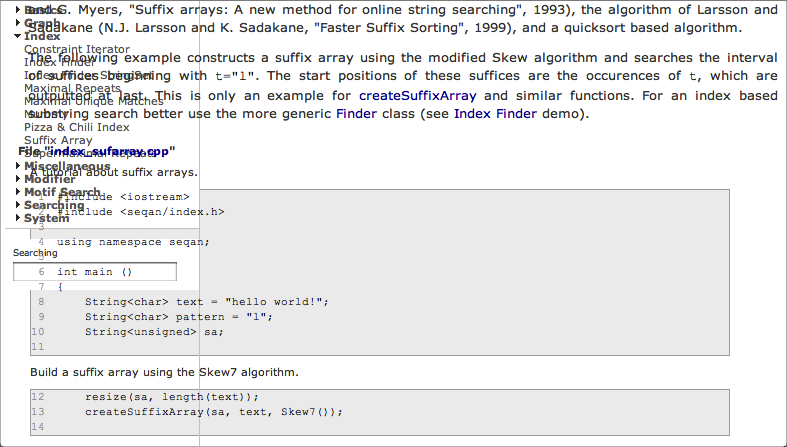 and G. Myers, "Suffix arrays: A new method for online string searching", 1993), the algorithm of Larsson and
Sadakane (N.J. Larsson and K. Sadakane, "Faster Suffix Sorting", 1999), and a quicksort based algorithm.
The following example constructs a suffix array using the modified Skew algorithm and searches the interval
of suffices beginning with t="l". The start positions of these suffices are the occurences of t, which are
outputted at last. This is only an example for createSuffixArray and similar functions. For an index based
substring search better use the more generic Finder class (see Index Finder demo).
Graph
Index
Constraint Iterator
Index Finder
Maximal Repeats
Maximal Unique Matches
Pizza & Chili Index
Suffix Array
Supermaximal Repeats
Miscellaneous
Modifier
Motif Search
Searching
System
Searching
File "index_sufarray.cpp"
A tutorial about suffix arrays.
1 #include <iostream>
2 #include <seqan/index.h>
3
4 using namespace seqan;
5
6 int main ()
7 {
8 String<char> text = "hello world!";
9 String<char> pattern = "l";
10 String<unsigned> sa;
11
Build a suffix array using the Skew7 algorithm.
12 resize(sa, length(text));
13 createSuffixArray(sa, text, Skew7());
14